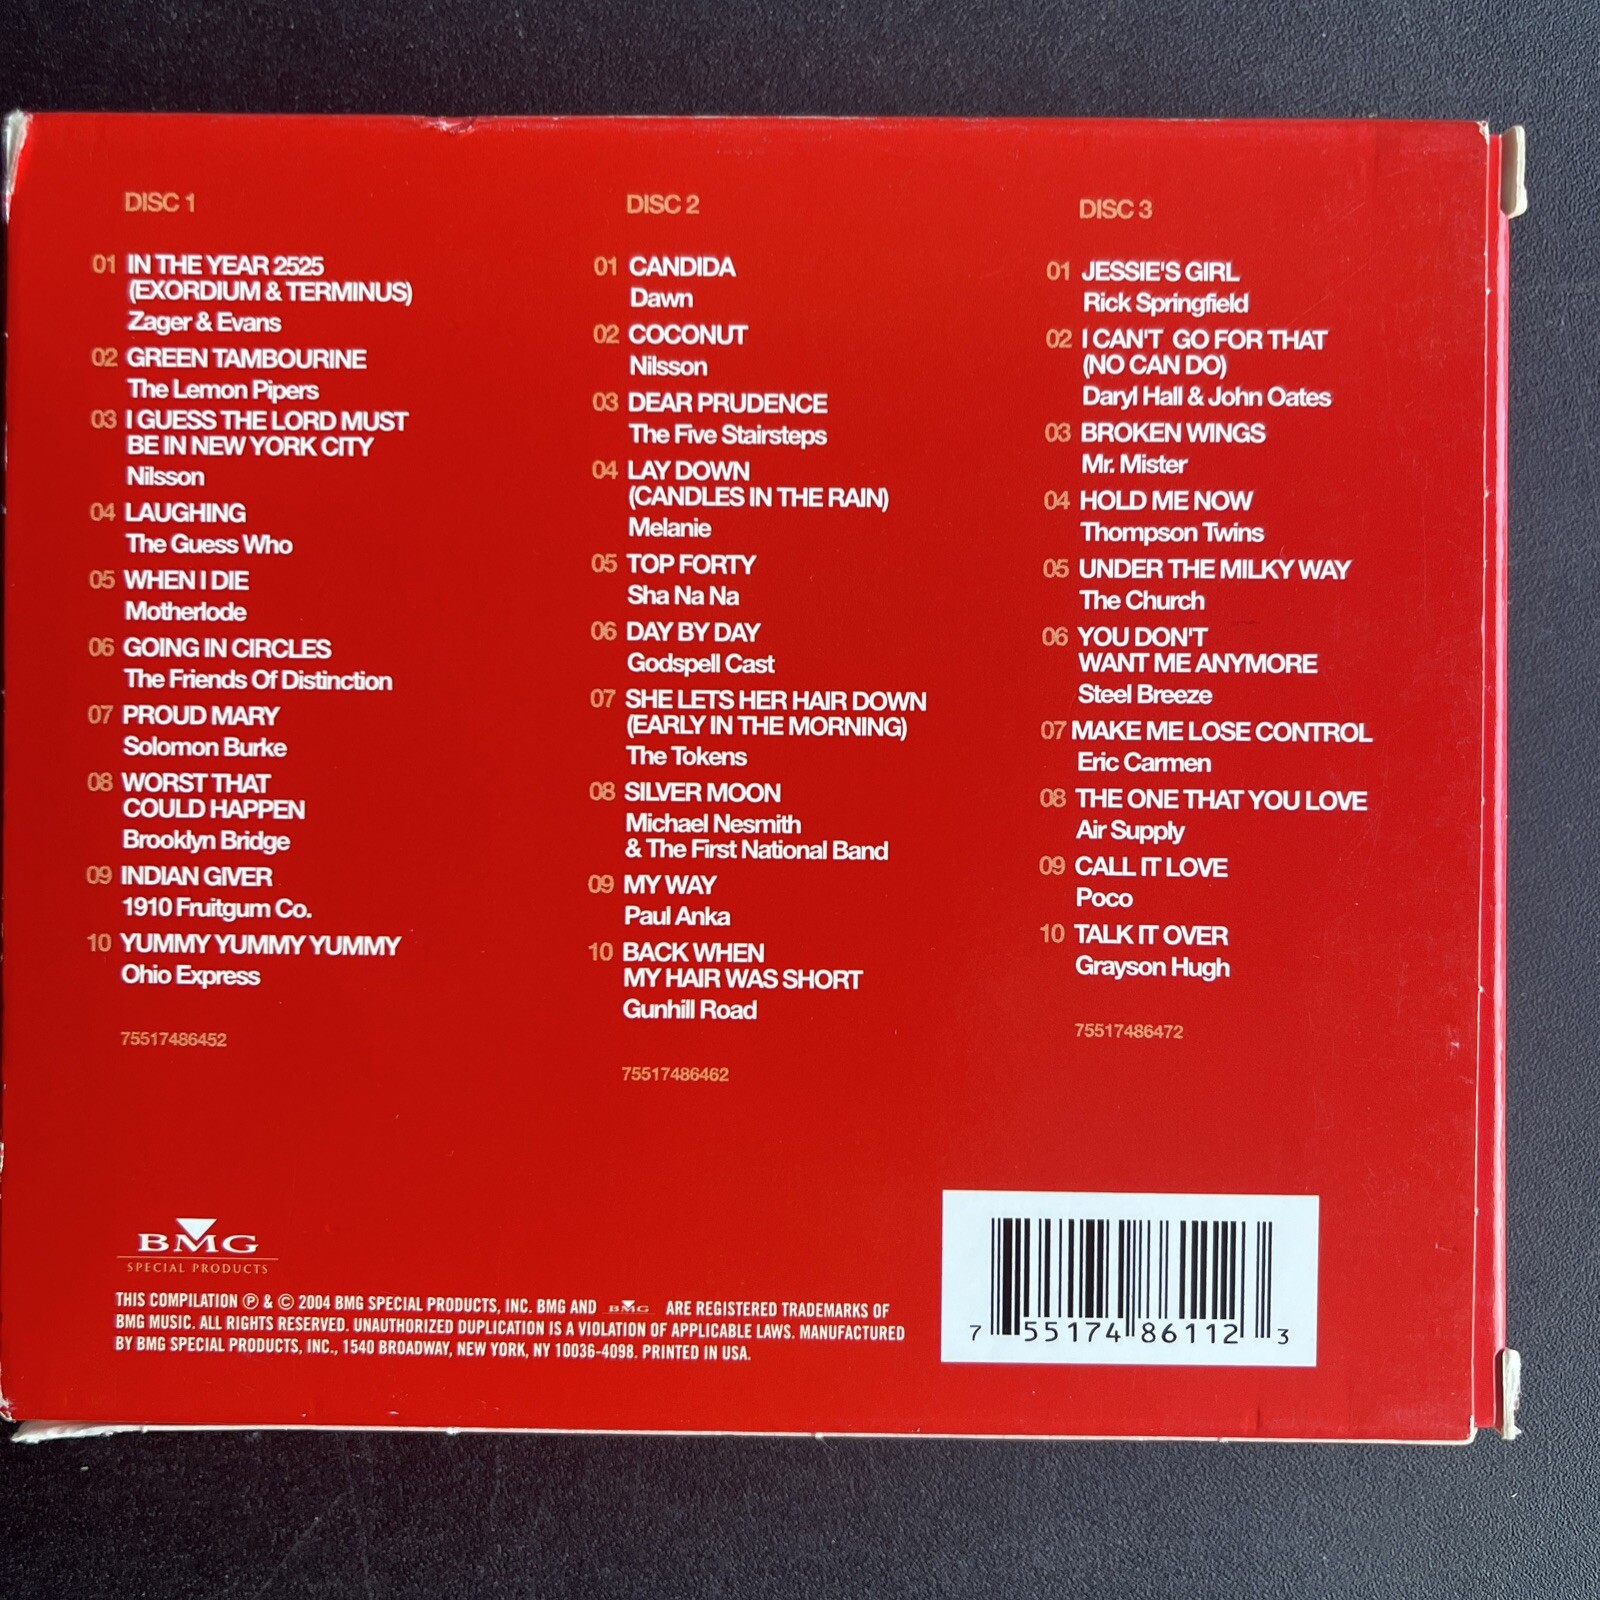 DISC 1
01 IN THE YEAR 2525
(EXORDIUM & TERMINUS)
Zager & Evans
02 GREEN TAMBOURINE
The Lemon Pipers
03 I GUESS THE LORD MUST
BE IN NEW YORK CITY
Nilsson
04 LAUGHING
The Guess Who
05 WHEN I DIE
Motherlode
06 GOING IN CIRCLES
The Friends Of Distinction
07 PROUD MARY
Solomon Burke
08 WORST THAT
COULD HAPPEN
Brooklyn Bridge
09 INDIAN GIVER
1910 Fruitgum Co.
10 YUMMY YUMMY YUMMY
Ohio Express
75517486452
DISC 2
01 CANDIDA
Dawn
02 COCONUT
Nilsson
03 DEAR PRUDENCE
The Five Stairsteps
04 LAY DOWN
(CANDLES IN THE RAIN)
Melanie
05 TOP FORTY
Sha Na Na
06 DAY BY DAY
Godspell Cast
07 SHE LETS HER HAIR DOWN
(EARLY IN THE MORNING)
The Tokens
08 SILVER MOON
Michael Nesmith
& The First National Band
09 MY WAY
Paul Anka
10 BACK WHEN
MY HAIR WAS SHORT
Gunhill Road
75517486462
DISC 3
01 JESSIE'S GIRL
Rick Springfield
02 I CAN'T GO FOR THAT
(NO CAN DO)
Daryl Hall & John Oates
03 BROKEN WINGS
Mr. Mister
04 HOLD ME NOW
Thompson Twins
05 UNDER THE MILKY WAY
The Church
06 YOU DON'T
WANT ME ANYMORE
Steel Breeze
07 MAKE ME LOSE CONTROL
Eric Carmen
08 THE ONE THAT YOU LOVE
Air Supply
09 CALL IT LOVE
Poco
10 TALK IT OVER
Grayson Hugh
75517486472
BMG
SPECIAL PRODUCTS
THIS COMPILATION Ⓟ & © 2004 BMG SPECIAL PRODUCTS, INC. BMG AND BMG ARE REGISTERED TRADEMARKS OF
BMG MUSIC. ALL RIGHTS RESERVED. UNAUTHORIZED DUPLICATION IS A VIOLATION OF APPLICABLE LAWS. MANUFACTURED
BY BMG SPECIAL PRODUCTS, INC., 1540 BROADWAY, NEW YORK, NY 10036-4098. PRINTED IN USA.
7 55174 86112 3